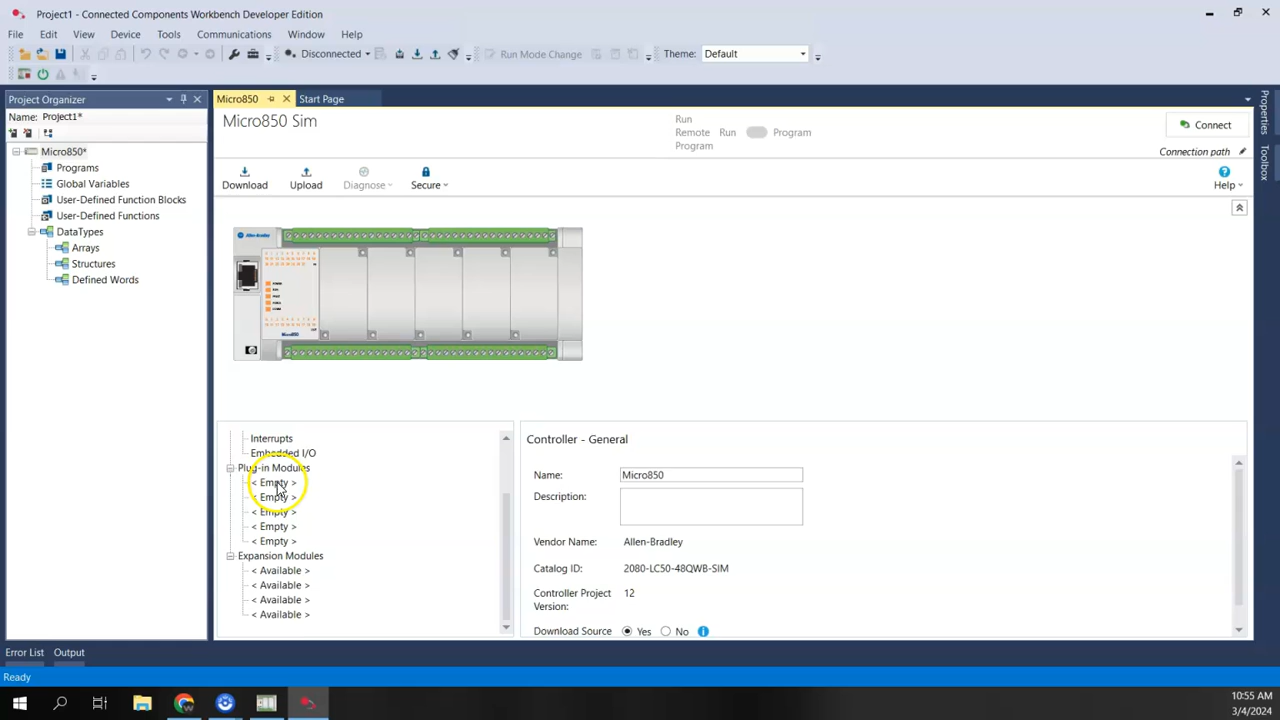 Project1 - Connected Components Workbench Developer Edition
File Edit View Device Tools Communications Window Help
Disconnected Run Mode Change Theme: Default
Project Organizer
Name: Project1*
Micro850*
Programs
Global Variables
User-Defined Function Blocks
User-Defined Functions
DataTypes
Arrays
Structures
Defined Words
Micro850 Start Page
Micro850 Sim
Run
Remote Run Program
Program
Connect
Connection path
Download Upload Diagnose Secure Help
Allen-Bradley
Micro850
Interrupts
Embedded I/O
Plug-in Modules
< Empty >
< Empty >
< Empty >
< Empty >
< Empty >
Expansion Modules
< Available >
< Available >
< Available >
< Available >
Controller - General
Name: Micro850
Description:
Vendor Name: Allen-Bradley
Catalog ID: 2080-LC50-48QWB-SIM
Controller Project Version: 12
Download Source Yes No
Properties
Toolbox
Error List Output
Ready
10:55 AM
3/4/2024